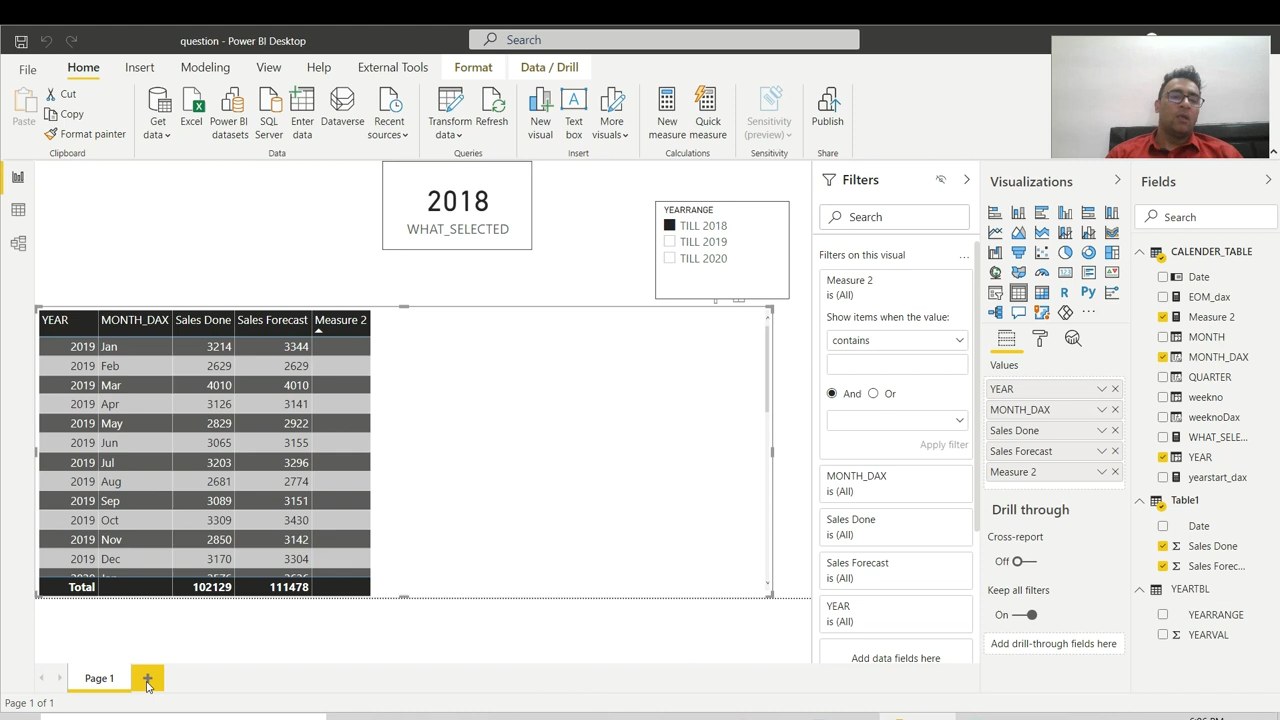 question - Power BI Desktop
Search
File
Home
Insert
Modeling
View
Help
External Tools
Format
Data / Drill
Paste
Cut
Copy
Format painter
Clipboard
Get data
Excel
Power BI datasets
SQL Server
Enter data
Dataverse
Recent sources
Data
Transform data
Refresh
Queries
New visual
Text box
More visuals
Insert
New measure
Quick measure
Calculations
Sensitivity (preview)
Sensitivity
Publish
Share
2018
WHAT_SELECTED
YEARRANGE
TILL 2018
TILL 2019
TILL 2020
YEAR MONTH_DAX Sales Done Sales Forecast Measure 2
2019 Jan 3214 3344
2019 Feb 2629 2629
2019 Mar 4010 4010
2019 Apr 3126 3141
2019 May 2829 2922
2019 Jun 3065 3155
2019 Jul 3203 3296
2019 Aug 2681 2774
2019 Sep 3089 3151
2019 Oct 3309 3430
2019 Nov 2850 3142
2019 Dec 3170 3304
Total 102129 111478
Filters
Search
Filters on this visual ...
Measure 2
is (All)
Show items when the value:
contains
And Or
Apply filter
MONTH_DAX
is (All)
Sales Done
is (All)
Sales Forecast
is (All)
YEAR
is (All)
Add data fields here
Visualizations
R Py
Values
YEAR
MONTH_DAX
Sales Done
Sales Forecast
Measure 2
Drill through
Cross-report
Off
Keep all filters
On
Add drill-through fields here
Fields
Search
CALENDER_TABLE
Date
EOM_dax
Measure 2
MONTH
MONTH_DAX
QUARTER
weekno
weeknoDax
WHAT_SELE...
YEAR
yearstart_dax
Table1
Date
Σ Sales Done
Σ Sales Forec...
YEARTBL
YEARRANGE
Σ YEARVAL
Page 1
Page 1 of 1